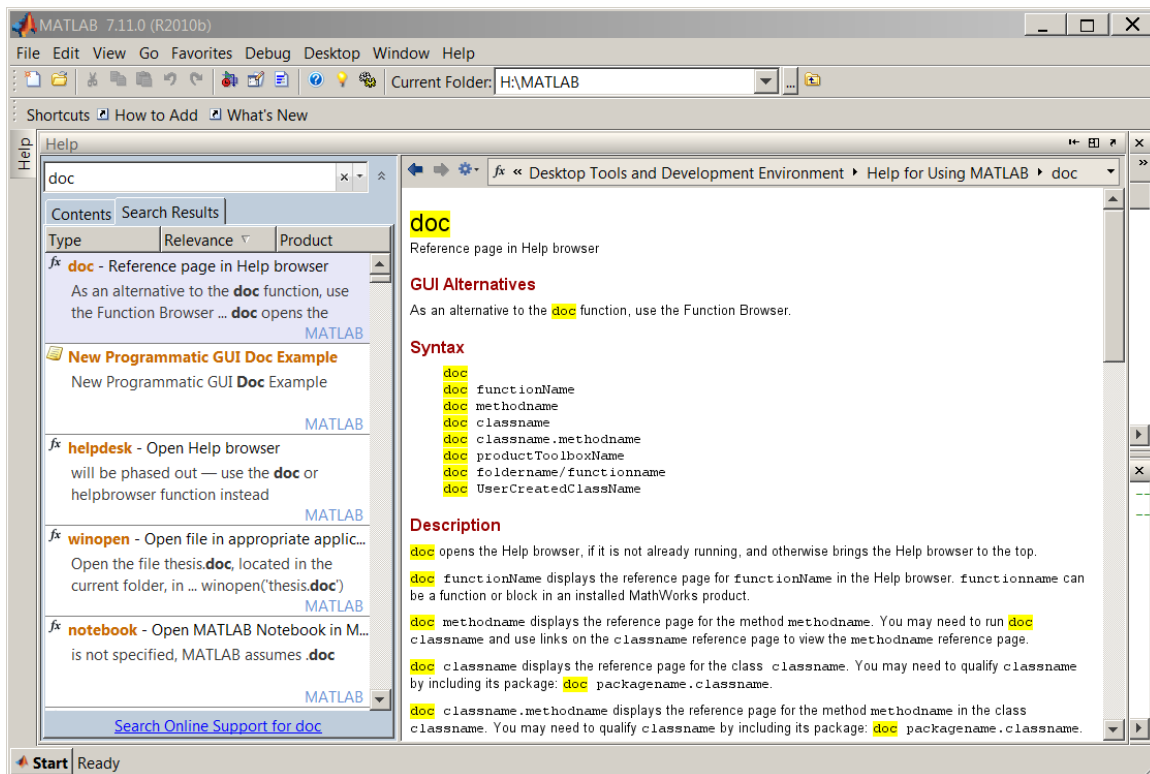 MATLAB 7.11.0 (R2010b)
File Edit View Go Favorites Debug Desktop Window Help
Current Folder: H:\MATLAB
...
Shortcuts How to Add What's New
Help
Help
doc
fx « Desktop Tools and Development Environment Help for Using MATLAB doc
Contents Search Results
Type Relevance Product
fx doc - Reference page in Help browser
As an alternative to the doc function, use
the Function Browser ... doc opens the
MATLAB
New Programmatic GUI Doc Example
New Programmatic GUI Doc Example
MATLAB
fx helpdesk - Open Help browser
will be phased out — use the doc or
helpbrowser function instead
MATLAB
fx winopen - Open file in appropriate applic...
Open the file thesis.doc, located in the
current folder, in ... winopen('thesis.doc')
MATLAB
fx notebook - Open MATLAB Notebook in M...
is not specified, MATLAB assumes .doc
MATLAB
Search Online Support for doc
doc
Reference page in Help browser
GUI Alternatives
As an alternative to the doc function, use the Function Browser.
Syntax
doc
doc functionName
doc methodname
doc classname
doc classname.methodname
doc productToolboxName
doc foldername/functionname
doc UserCreatedClassName
Description
doc opens the Help browser, if it is not already running, and otherwise brings the Help browser to the top.
doc functionName displays the reference page for functionName in the Help browser. functionname can
be a function or block in an installed MathWorks product.
doc methodname displays the reference page for the method methodname. You may need to run doc
classname and use links on the classname reference page to view the methodname reference page.
doc classname displays the reference page for the class classname. You may need to qualify classname
by including its package: doc packagename.classname.
doc classname.methodname displays the reference page for the method methodname in the class
classname. You may need to qualify classname by including its package: doc packagename.classname.
Start Ready